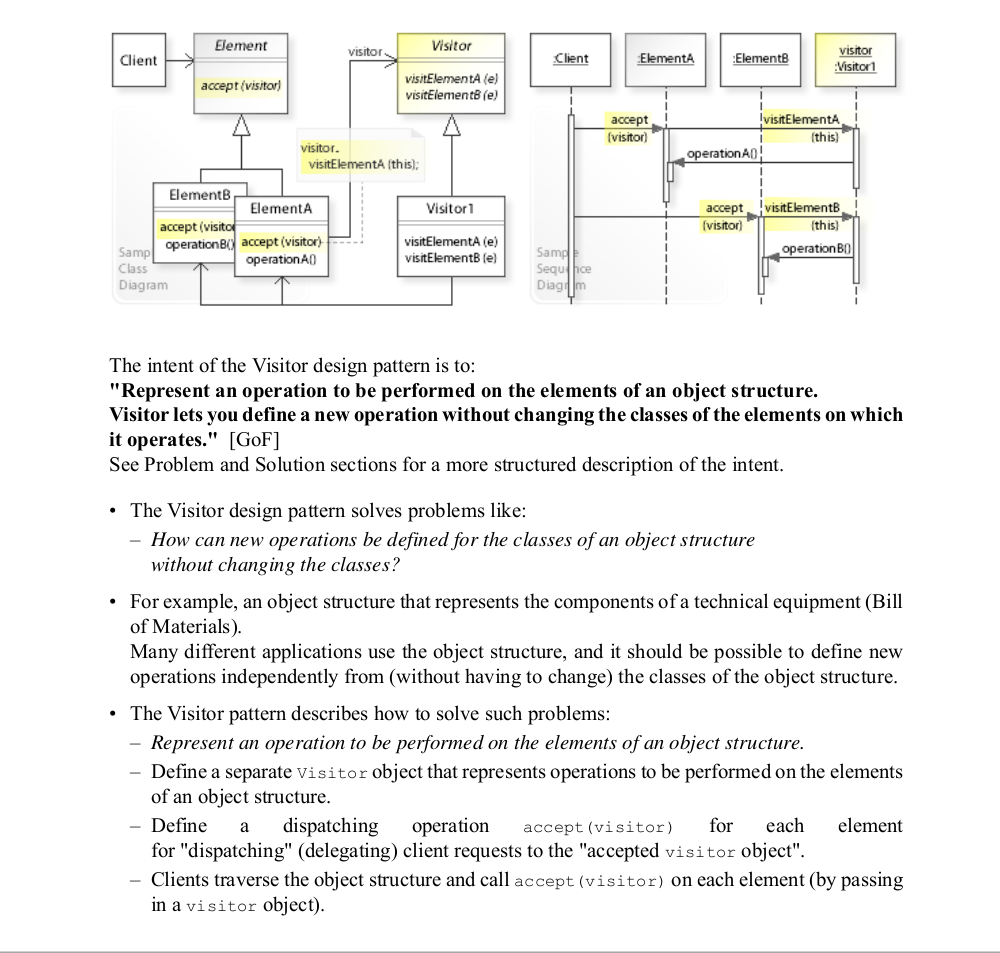 Client
Element
accept (visitor)
visitor
Visitor
visitElementA (e)
visitElementB (e)
visitor.
visitElementA (this);
ElementB
accept (visitor
operationB()
ElementA
accept (visitor)
operationA()
Visitor1
visitElementA (e)
visitElementB (e)
Sample
Class
Diagram
:Client
:ElementA
:ElementB
visitor
:Visitor1
accept
(visitor)
visitElementA
(this)
operationA()
accept
(visitor)
visitElementB
(this)
operationB()
Sample
Sequence
Diagram
The intent of the Visitor design pattern is to:
"Represent an operation to be performed on the elements of an object structure.
Visitor lets you define a new operation without changing the classes of the elements on which
it operates." [GoF]
See Problem and Solution sections for a more structured description of the intent.
• The Visitor design pattern solves problems like:
– How can new operations be defined for the classes of an object structure
without changing the classes?
• For example, an object structure that represents the components of a technical equipment (Bill
of Materials).
Many different applications use the object structure, and it should be possible to define new
operations independently from (without having to change) the classes of the object structure.
• The Visitor pattern describes how to solve such problems:
– Represent an operation to be performed on the elements of an object structure.
– Define a separate Visitor object that represents operations to be performed on the elements
of an object structure.
– Define a dispatching operation accept(visitor) for each element
for "dispatching" (delegating) client requests to the "accepted visitor object".
– Clients traverse the object structure and call accept(visitor) on each element (by passing
in a visitor object).